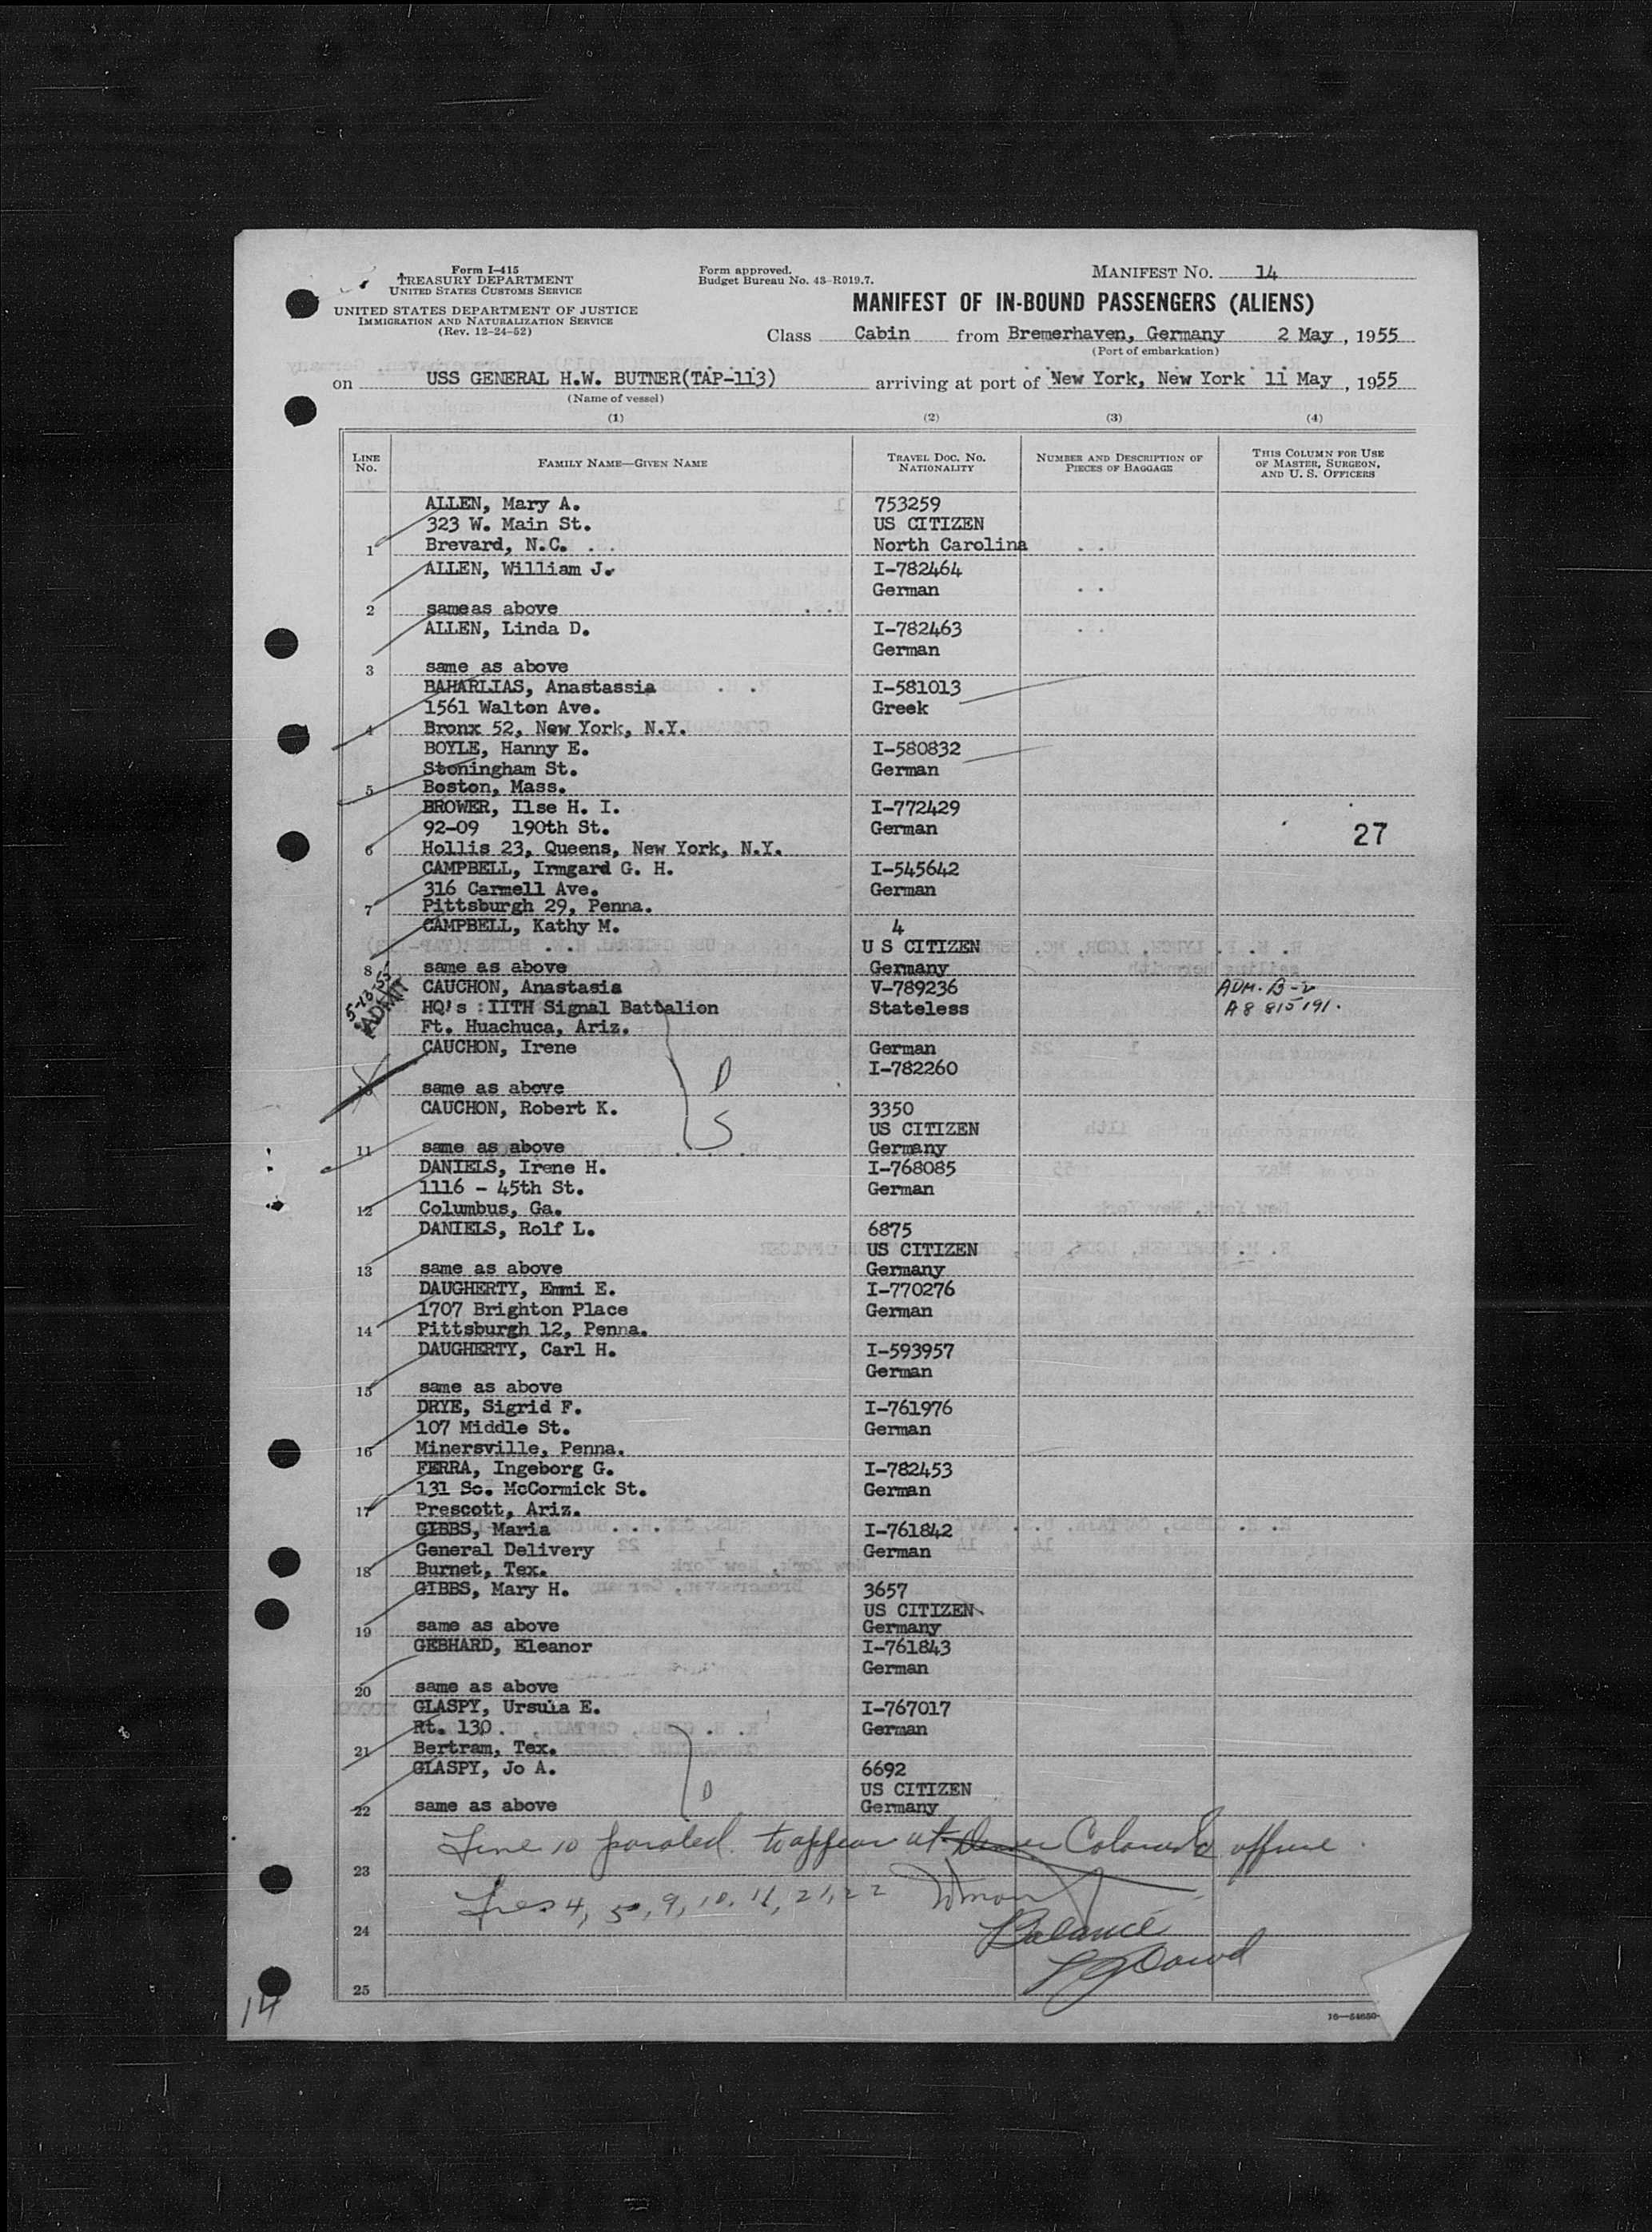 Form I-415
TREASURY DEPARTMENT
UNITED STATES CUSTOMS SERVICE
UNITED STATES DEPARTMENT OF JUSTICE
IMMIGRATION AND NATURALIZATION SERVICE
(Rev. 12-24-52)
Form approved.
Budget Bureau No. 43-R019.7.
MANIFEST NO. 14
MANIFEST OF IN-BOUND PASSENGERS (ALIENS)
Class Cabin from Bremerhaven, Germany 2 May, 1955
(Port of embarkation)
on USS GENERAL H.W. BUTNER(TAP-113) arriving at port of New York, New York 11 May, 1955
(Name of vessel)
(1) (2) (3) (4)
LINE NO. FAMILY NAME—GIVEN NAME TRAVEL DOC. NO. NATIONALITY NUMBER AND DESCRIPTION OF PIECES OF BAGGAGE THIS COLUMN FOR USE OF MASTER, SURGEON, AND U. S. OFFICERS
ALLEN, Mary A. 753259
323 W. Main St. US CITIZEN
1 Brevard, N.C. North Carolina
ALLEN, William J. I-782464
German
2 same as above
ALLEN, Linda D. I-782463
German
3 same as above
BAHARLIAS, Anastassia I-581013
1561 Walton Ave. Greek
4 Bronx 52, New York, N.Y.
BOYLE, Hanny E. I-580832
Stoningham St. German
5 Boston, Mass.
BROWER, Ilse H. I. I-772429
92-09 190th St. German 27
6 Hollis 23, Queens, New York, N.Y.
CAMPBELL, Irmgard G. H. I-545642
316 Carmell Ave. German
7 Pittsburgh 29, Penna.
CAMPBELL, Kathy M. 4
U S CITIZEN
8 same as above Germany
CAUCHON, Anastasia V-789236 ADM. B-2
5-13-55 ADMIT HQ's :IITH Signal Battalion Stateless A8 815 191.
Ft. Huachuca, Ariz.
CAUCHON, Irene German
I-782260 D
10 same as above
CAUCHON, Robert K. 3350
US CITIZEN S
11 same as above Germany
DANIELS, Irene H. I-768085
1116 - 45th St. German
12 Columbus, Ga.
DANIELS, Rolf L. 6875
US CITIZEN
13 same as above Germany
DAUGHERTY, Emmi E. I-770276
1707 Brighton Place German
14 Pittsburgh 12, Penna.
DAUGHERTY, Carl H. I-593957
German
15 same as above
DRYE, Sigrid F. I-761976
107 Middle St. German
16 Minersville, Penna.
FERRA, Ingeborg G. I-782453
131 So. McCormick St. German
17 Prescott, Ariz.
GIBBS, Maria I-761842
General Delivery German
18 Burnet, Tex.
GIBBS, Mary H. 3657
US CITIZEN
19 same as above Germany
GEBHARD, Eleanor I-761843
German
20 same as above
GLASPY, Ursula E. I-767017
Rt. 130 German
21 Bertram, Tex.
GLASPY, Jo A. 6692
US CITIZEN D
22 same as above Germany
Line 10 paroled to appear at Denver Colorado office.
23
Lines 4, 5, 9, 10, 11, 21, 22
24 Balance
25
14
16—54650